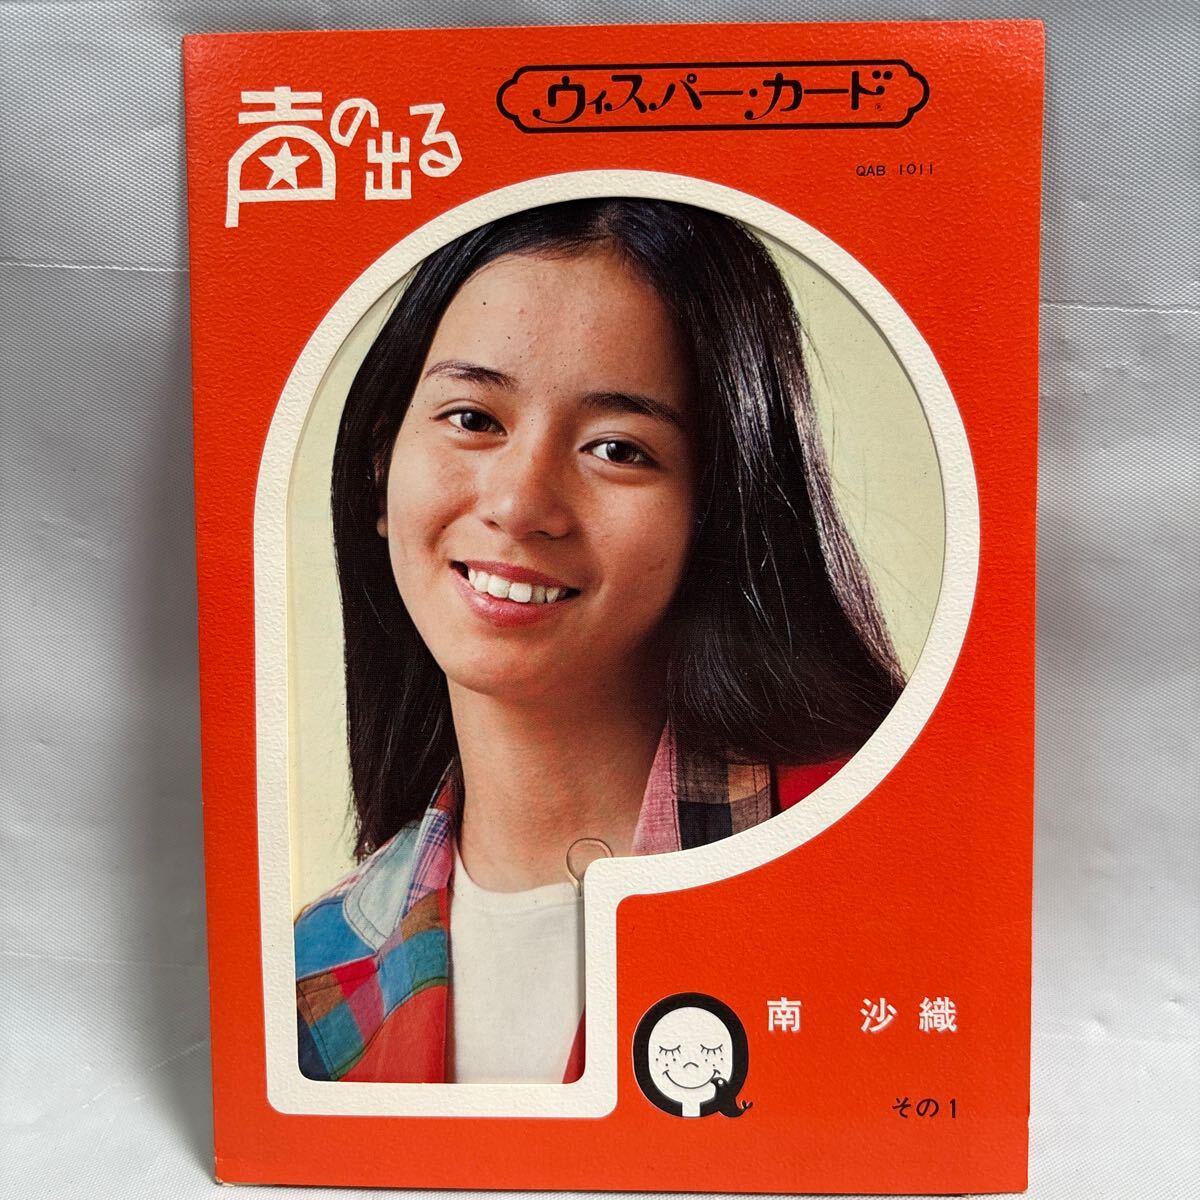 声の出る
ウィスパー・カード®
QAB 1011
南 沙織
その1